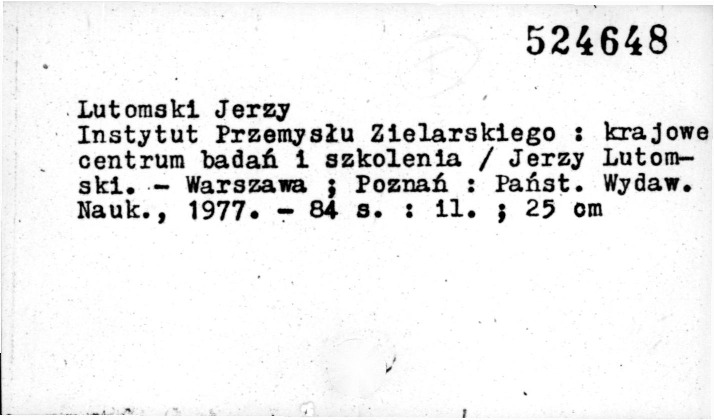 524648
Lutomski Jerzy
Instytut Przemysłu Zielarskiego : krajowe
centrum badań i szkolenia / Jerzy Lutom-
ski. - Warszawa ; Poznań : Państ. Wydaw.
Nauk., 1977. - 84 s. : il. ; 25 cm